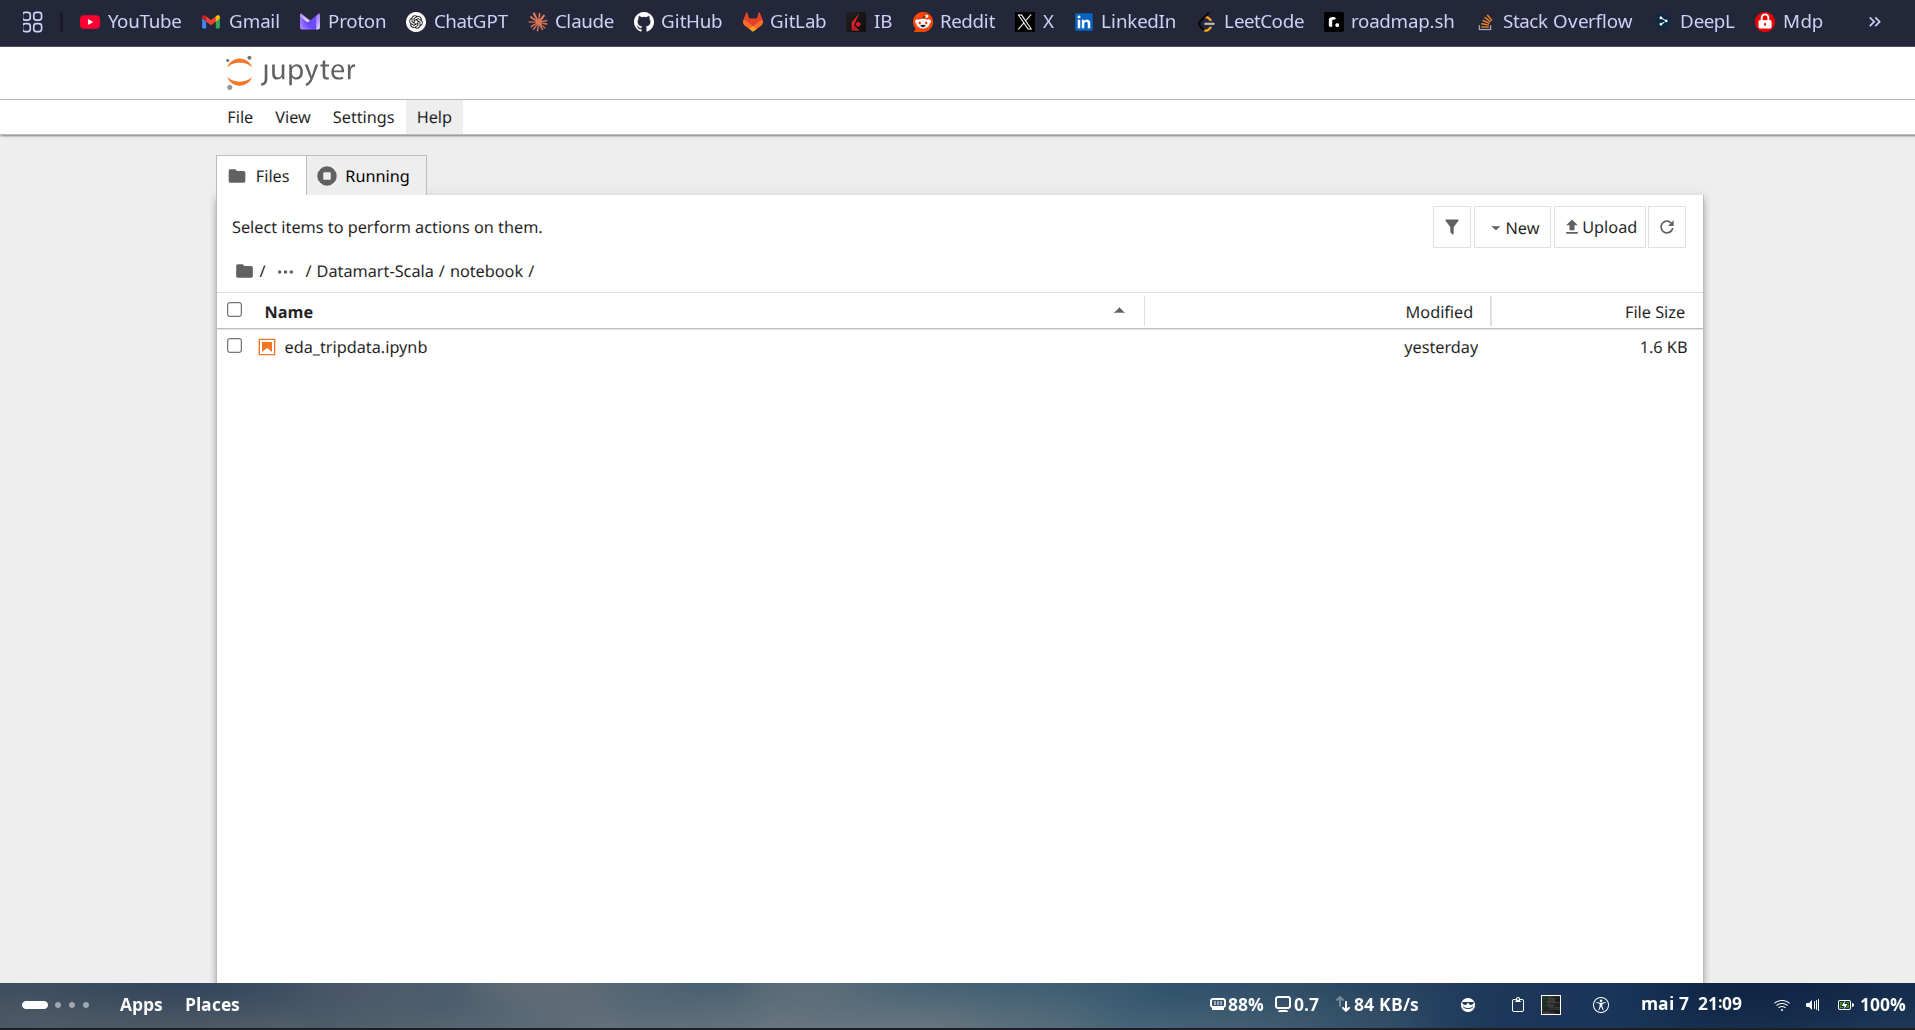 YouTube Gmail Proton ChatGPT Claude GitHub GitLab IB Reddit X LinkedIn LeetCode roadmap.sh Stack Overflow DeepL Mdp »
jupyter
File View Settings Help
Files Running
Select items to perform actions on them.
New Upload
/ ··· / Datamart-Scala / notebook /
Name Modified File Size
eda_tripdata.ipynb yesterday 1.6 KB
Apps Places 88% 0.7 84 KB/s mai 7 21:09 100%